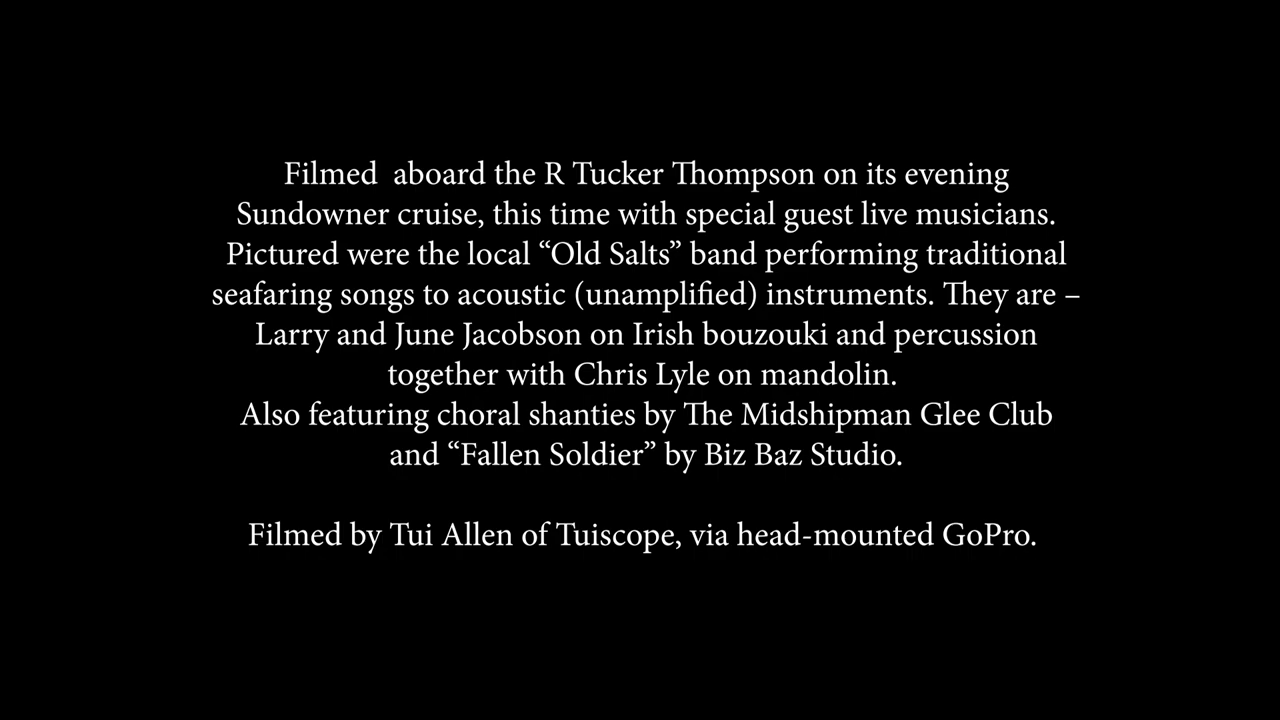 Filmed  aboard the R Tucker Thompson on its evening
Sundowner cruise, this time with special guest live musicians.
Pictured were the local “Old Salts” band performing traditional
seafaring songs to acoustic (unamplified) instruments. They are –
Larry and June Jacobson on Irish bouzouki and percussion
together with Chris Lyle on mandolin.
Also featuring choral shanties by The Midshipman Glee Club
and “Fallen Soldier” by Biz Baz Studio.
Filmed by Tui Allen of Tuiscope, via head-mounted GoPro.